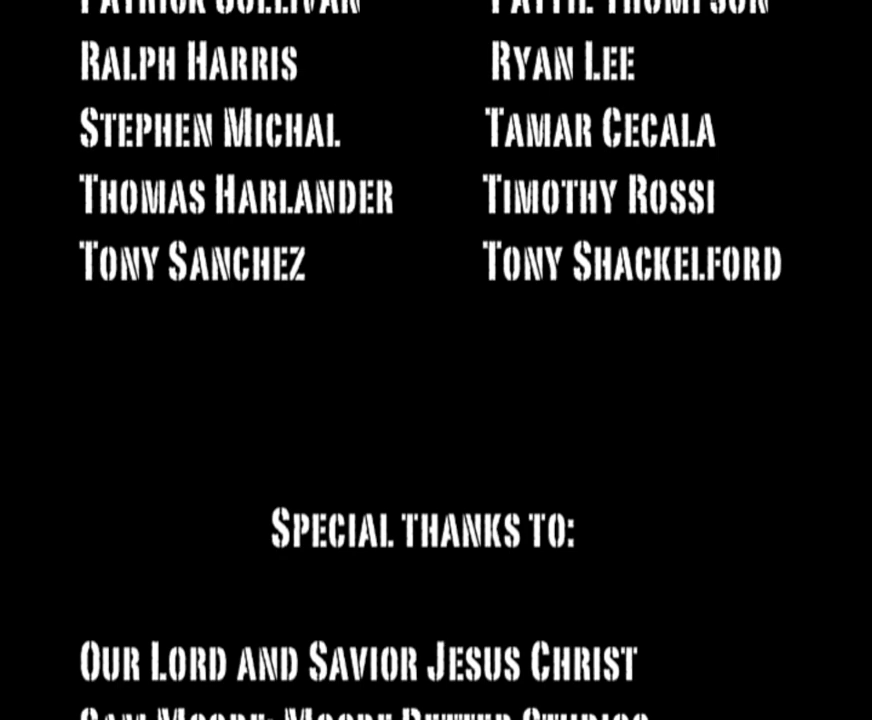 Patrick Sullivan Pattie Thompson
Ralph Harris Ryan Lee
Stephen Michal Tamar Cecala
Thomas Harlander Timothy Rossi
Tony Sanchez Tony Shackelford
Special thanks to:
Our Lord and Savior Jesus Christ